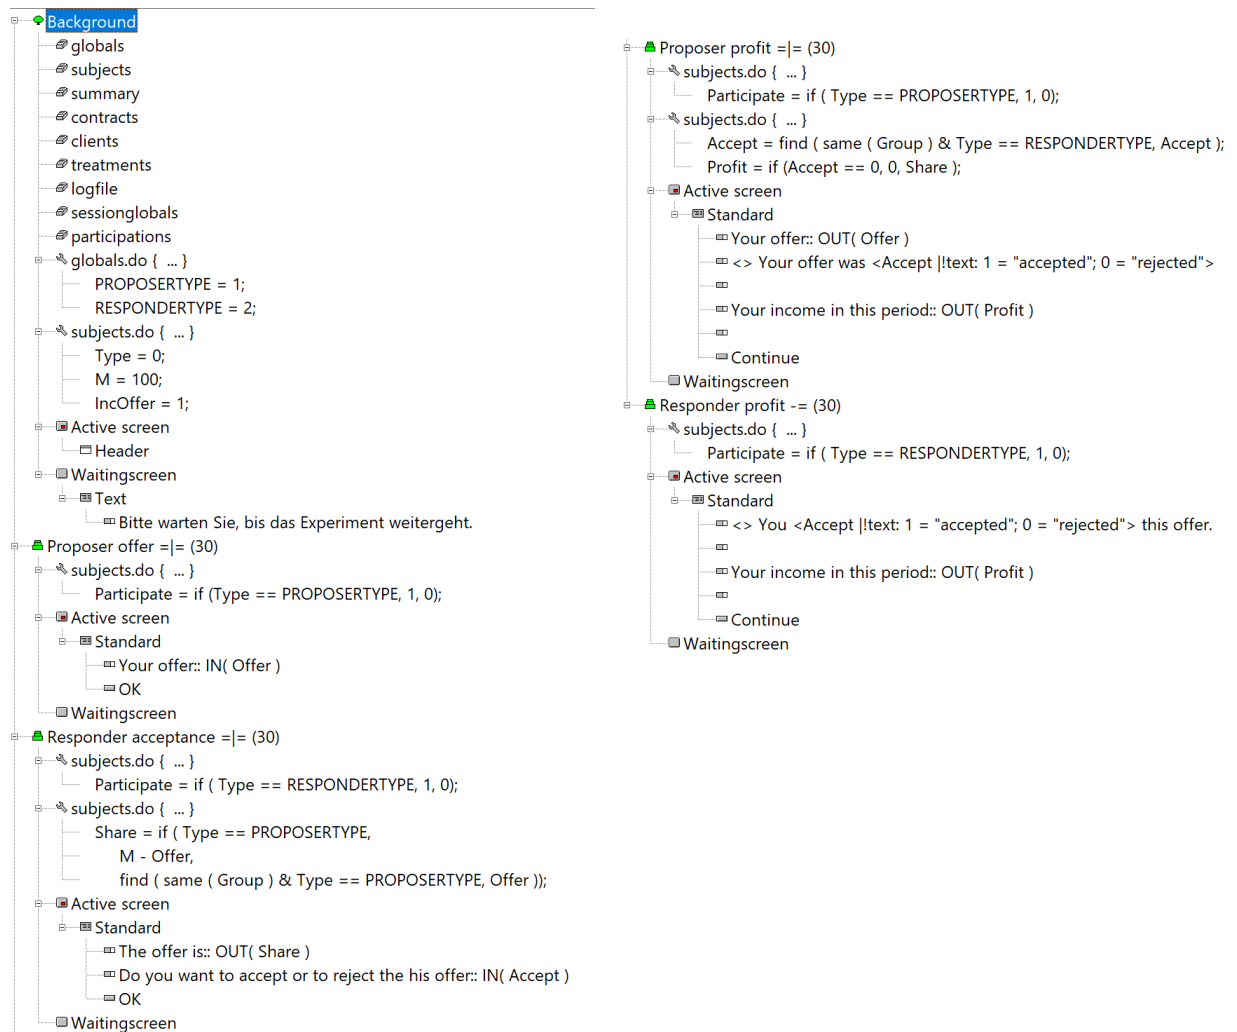 Background
globals
subjects
summary
contracts
clients
treatments
logfile
sessionglobals
participations
globals.do { ... }
PROPOSERTYPE = 1;
RESPONDERTYPE = 2;
subjects.do { ... }
Type = 0;
M = 100;
IncOffer = 1;
Active screen
Header
Waitingscreen
Text
Bitte warten Sie, bis das Experiment weitergeht.
Proposer offer =|= (30)
subjects.do { ... }
Participate = if (Type == PROPOSERTYPE, 1, 0);
Active screen
Standard
Your offer:: IN( Offer )
OK
Waitingscreen
Responder acceptance =|= (30)
subjects.do { ... }
Participate = if ( Type == RESPONDERTYPE, 1, 0);
subjects.do { ... }
Share = if ( Type == PROPOSERTYPE,
M - Offer,
find ( same ( Group ) & Type == PROPOSERTYPE, Offer ));
Active screen
Standard
The offer is:: OUT( Share )
Do you want to accept or to reject the his offer:: IN( Accept )
OK
Waitingscreen
Proposer profit =|= (30)
subjects.do { ... }
Participate = if ( Type == PROPOSERTYPE, 1, 0);
subjects.do { ... }
Accept = find ( same ( Group ) & Type == RESPONDERTYPE, Accept );
Profit = if (Accept == 0, 0, Share );
Active screen
Standard
Your offer:: OUT( Offer )
<> Your offer was <Accept |!text: 1 = "accepted"; 0 = "rejected">
Your income in this period:: OUT( Profit )
Continue
Waitingscreen
Responder profit -= (30)
subjects.do { ... }
Participate = if ( Type == RESPONDERTYPE, 1, 0);
Active screen
Standard
<> You <Accept |!text: 1 = "accepted"; 0 = "rejected"> this offer.
Your income in this period:: OUT( Profit )
Continue
Waitingscreen